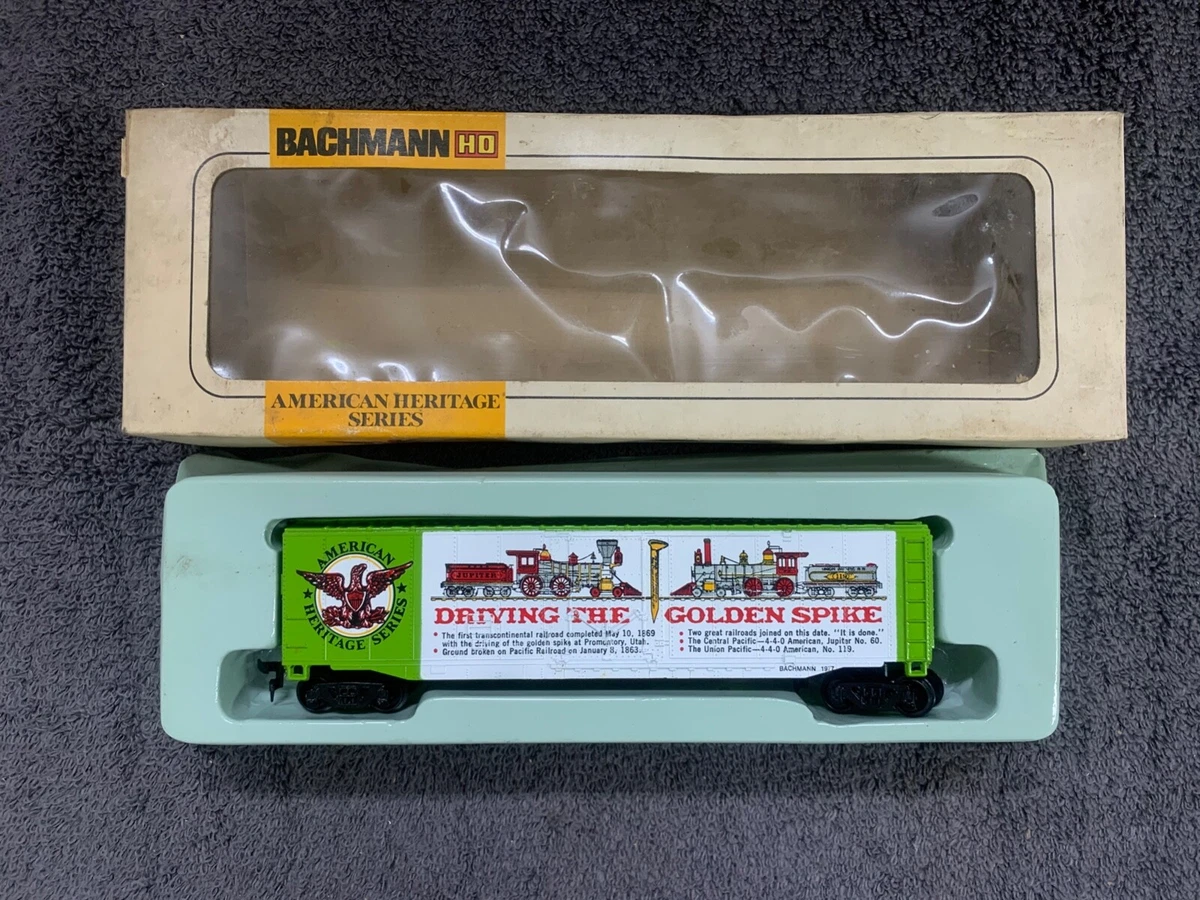 BACHMANN HO
AMERICAN HERITAGE
SERIES
AMERICAN
HERITAGE SERIES
JUPITER
119
DRIVING THE GOLDEN SPIKE
• The first transcontinental railroad completed May 10, 1869
with the driving of the golden spike at Promontory, Utah.
• Ground broken on Pacific Railroad on January 8, 1863.
• Two great railroads joined on this date. "It is done."
• The Central Pacific—4-4-0 American, Jupiter No. 60.
• The Union Pacific—4-4-0 American, No. 119.
BACHMANN 1977